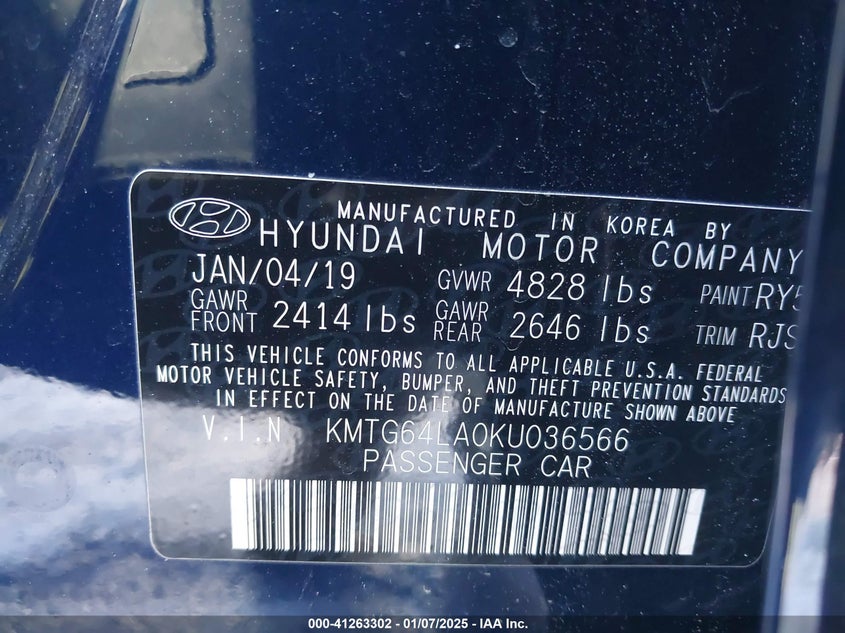 MANUFACTURED IN KOREA BY
HYUNDAI MOTOR COMPANY
JAN/04/19 GVWR 4828 lbs PAINT RY5
GAWR FRONT 2414 lbs GAWR REAR 2646 lbs TRIM RJS
THIS VEHICLE CONFORMS TO ALL APPLICABLE U.S.A. FEDERAL
MOTOR VEHICLE SAFETY, BUMPER, AND THEFT PREVENTION STANDARDS
IN EFFECT ON THE DATE OF MANUFACTURE SHOWN ABOVE
V.I.N KMTG64LA0KU036566
PASSENGER CAR
000-41263302 - 01/07/2025 - IAA Inc.